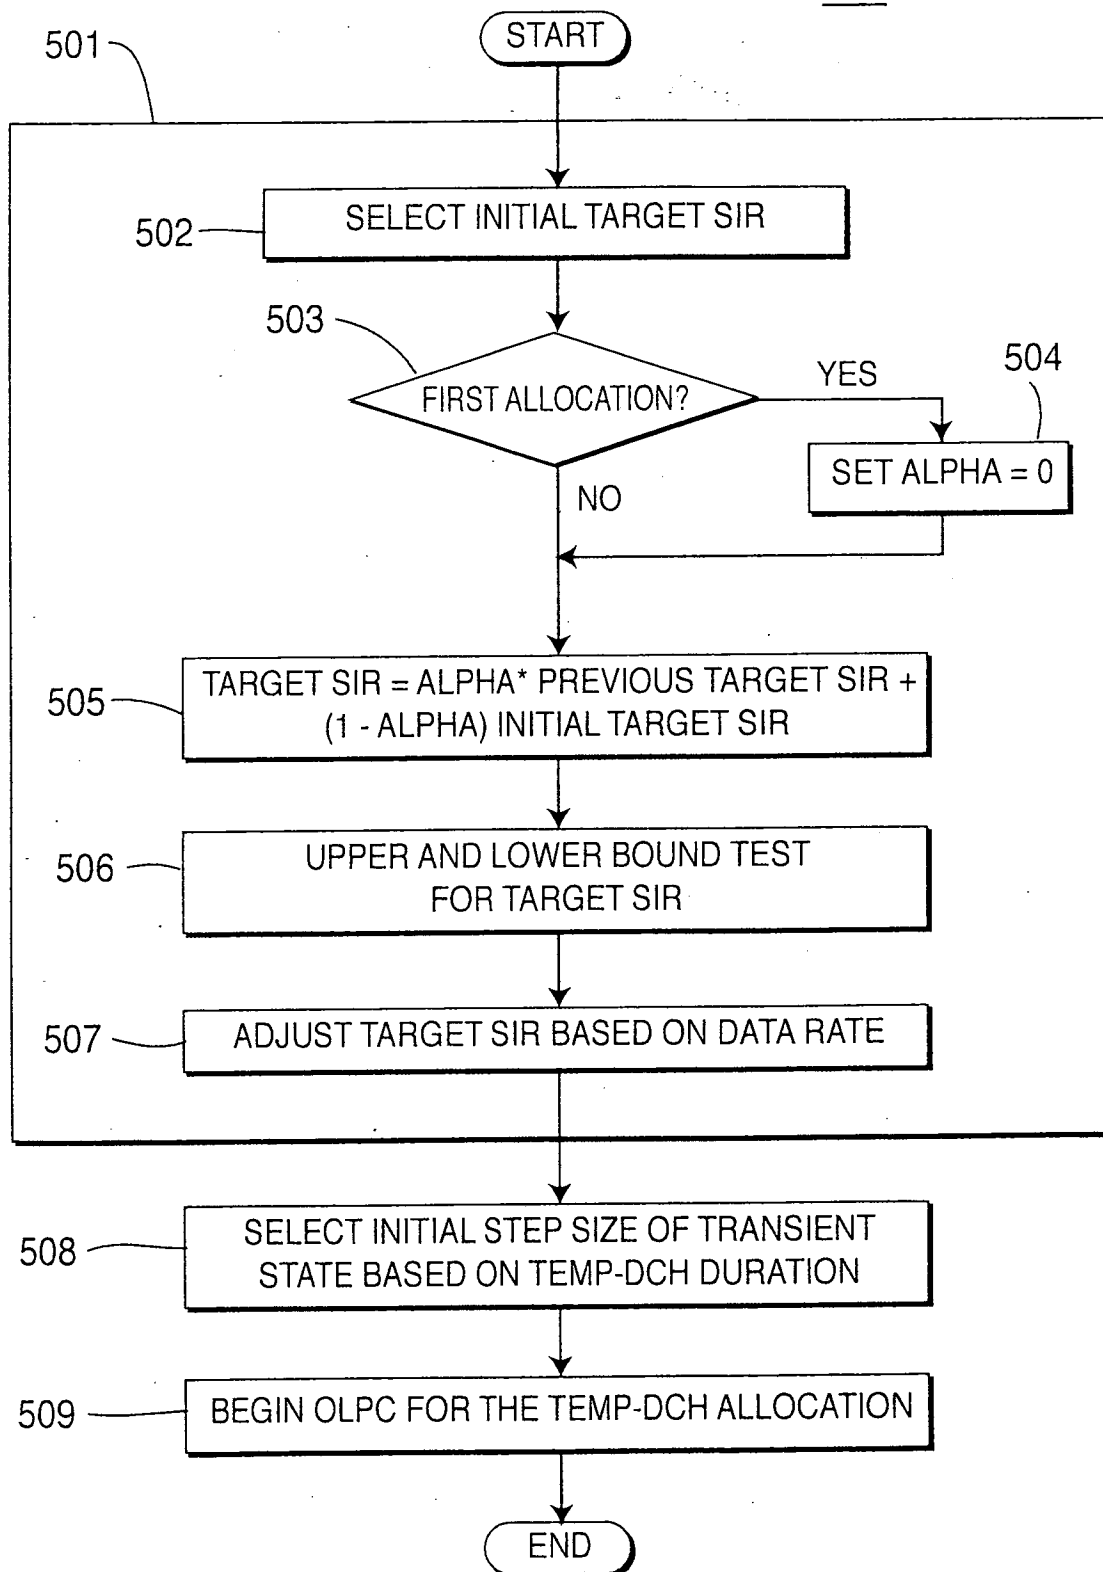 START
501
SELECT INITIAL TARGET SIR
502
503
FIRST ALLOCATION?
YES
504
SET ALPHA = 0
NO
TARGET SIR = ALPHA* PREVIOUS TARGET SIR +
(1 - ALPHA) INITIAL TARGET SIR
505
UPPER AND LOWER BOUND TEST
FOR TARGET SIR
506
ADJUST TARGET SIR BASED ON DATA RATE
507
SELECT INITIAL STEP SIZE OF TRANSIENT
STATE BASED ON TEMP-DCH DURATION
508
BEGIN OLPC FOR THE TEMP-DCH ALLOCATION
509
END